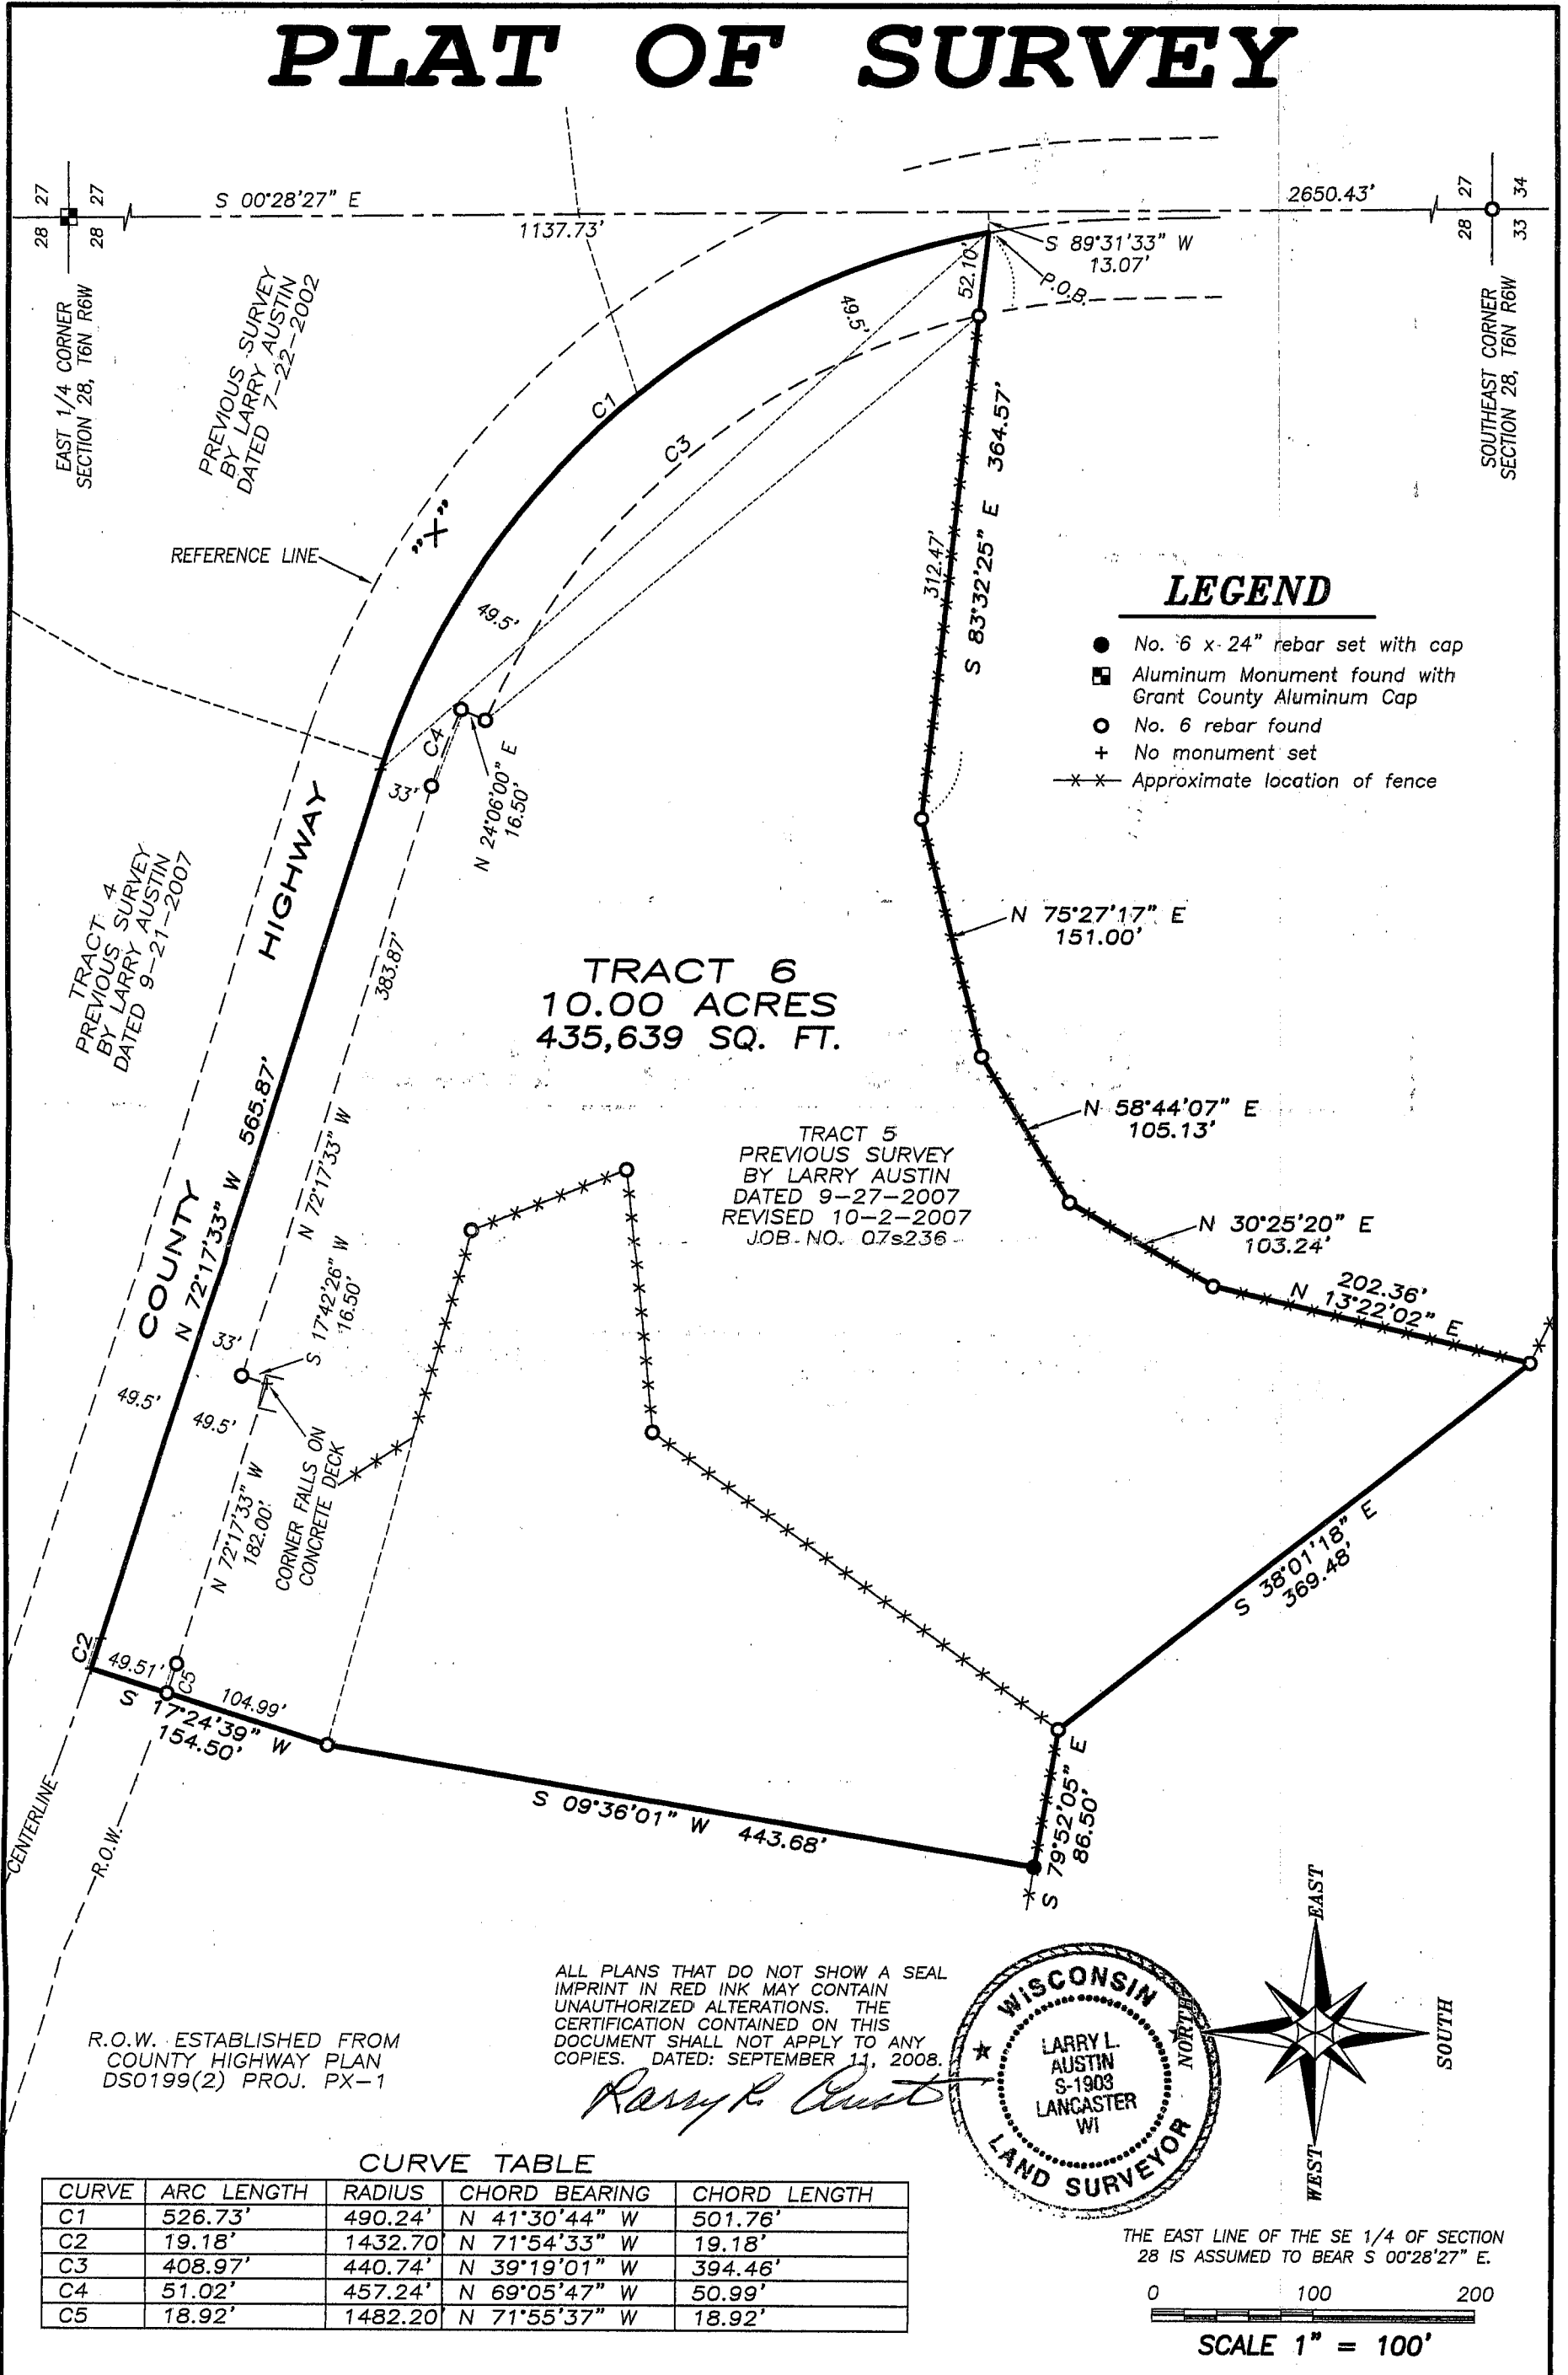 PLAT OF SURVEY
27 27
28 28
S 00°28'27" E
1137.73'
2650.43'
27 34
28 33
EAST 1/4 CORNER
SECTION 28, T6N R6W
SOUTHEAST CORNER
SECTION 28, T6N R6W
S 89°31'33" W
13.07'
P.O.B.
52.10'
49.5'
PREVIOUS SURVEY
BY LARRY AUSTIN
DATED 7-22-2002
C1
C3
"X"
REFERENCE LINE
49.5'
312.47'
S 83°32'25" E 364.57'
LEGEND
No. 6 x 24" rebar set with cap
Aluminum Monument found with
Grant County Aluminum Cap
No. 6 rebar found
No monument set
Approximate location of fence
C4
33'
N 24°06'00" E
16.50'
TRACT 4
PREVIOUS SURVEY
BY LARRY AUSTIN
DATED 9-21-2007
COUNTY HIGHWAY
383.87'
N 72°17'33" W
N 72°17'33" W 565.87'
TRACT 6
10.00 ACRES
435,639 SQ. FT.
N 75°27'17" E
151.00'
N 58°44'07" E
105.13'
TRACT 5
PREVIOUS SURVEY
BY LARRY AUSTIN
DATED 9-27-2007
REVISED 10-2-2007
JOB NO. 07s236
N 30°25'20" E
103.24'
202.36'
N 13°22'02" E
S 17°42'26" W
16.50'
33'
49.5'
49.5'
CORNER FALLS ON
CONCRETE DECK
N 72°17'33" W
182.00'
S 38°01'18" E
369.48'
C2
49.51'
C5
104.99'
S 17°24'39" W
154.50'
S 09°36'01" W 443.68'
S 79°52'05" E
86.50'
CENTERLINE
R.O.W.
R.O.W. ESTABLISHED FROM
COUNTY HIGHWAY PLAN
DS0199(2) PROJ. PX-1
ALL PLANS THAT DO NOT SHOW A SEAL
IMPRINT IN RED INK MAY CONTAIN
UNAUTHORIZED ALTERATIONS. THE
CERTIFICATION CONTAINED ON THIS
DOCUMENT SHALL NOT APPLY TO ANY
COPIES. DATED: SEPTEMBER 11, 2008.
WISCONSIN
LARRY L.
AUSTIN
S-1903
LANCASTER
WI
LAND SURVEYOR
EAST
NORTH
SOUTH
WEST
CURVE TABLE
CURVE ARC LENGTH RADIUS CHORD BEARING CHORD LENGTH
C1 526.73' 490.24' N 41°30'44" W 501.76'
C2 19.18' 1432.70' N 71°54'33" W 19.18'
C3 408.97' 440.74' N 39°19'01" W 394.46'
C4 51.02' 457.24' N 69°05'47" W 50.99'
C5 18.92' 1482.20' N 71°55'37" W 18.92'
THE EAST LINE OF THE SE 1/4 OF SECTION
28 IS ASSUMED TO BEAR S 00°28'27" E.
0 100 200
SCALE 1" = 100'